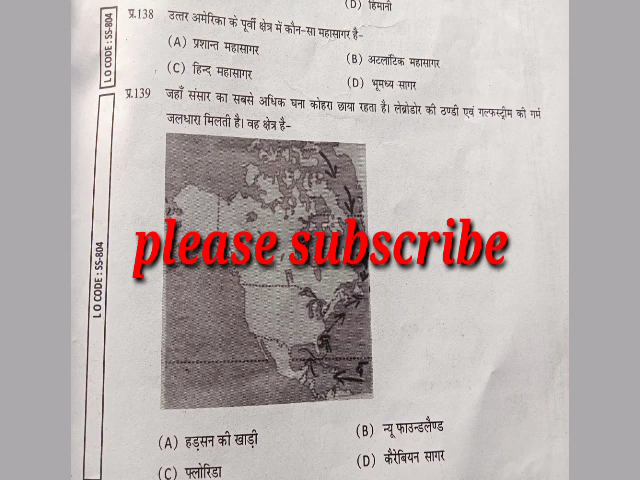 (D) हिमानी
L O CODE : SS-804
प्र.138 उत्तर अमेरिका के पूर्वी क्षेत्र में कौन-सा महासागर है-
(A) प्रशान्त महासागर (B) अटलांटिक महासागर
(C) हिन्द महासागर (D) भूमध्य सागर
प्र.139 जहाँ संसार का सबसे अधिक घना कोहरा छाया रहता है। लेब्रोडोर की ठण्डी एवं गल्फस्ट्रीम की गर्म
जलधारा मिलती है। वह क्षेत्र है-
L O CODE : SS-804
please subscribe
(A) हड़सन की खाड़ी (B) न्यू फाउन्डलैण्ड
(C) फ्लोरिडा (D) कैरेबियन सागर